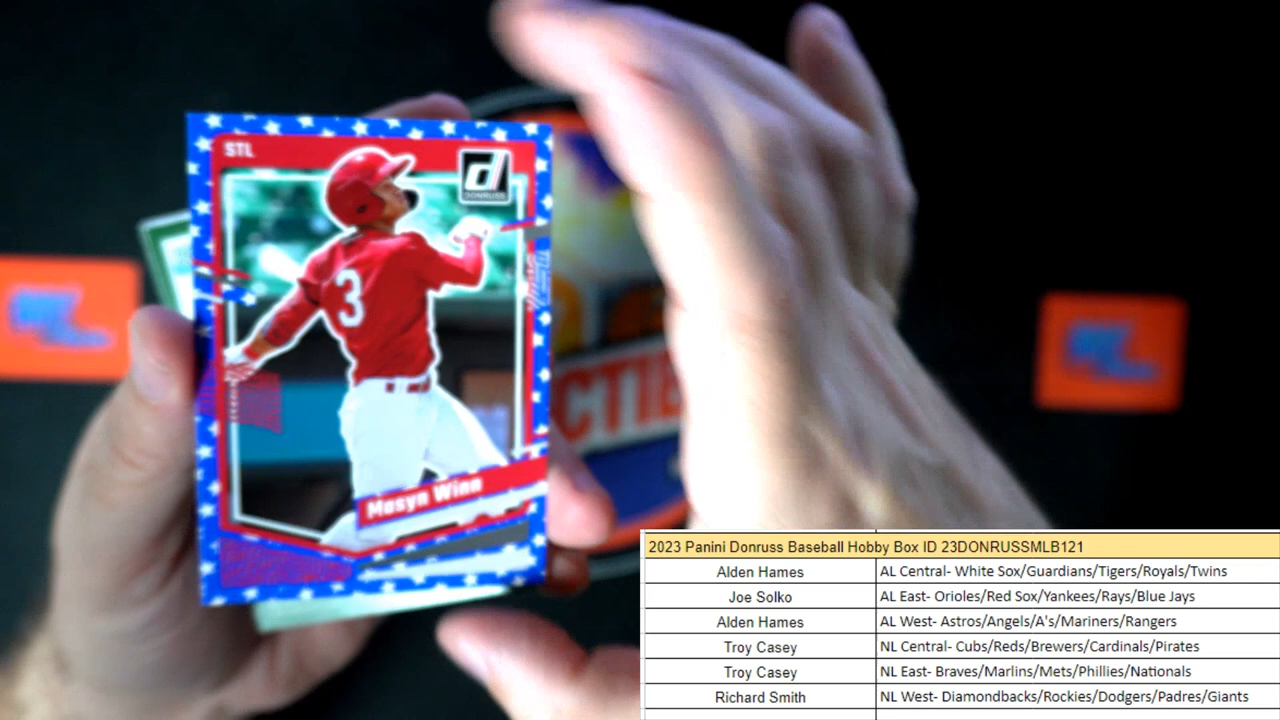 STL
d
DONRUSS
3
Masyn Winn
CTIB
2023 Panini Donruss Baseball Hobby Box ID 23DONRUSSMLB121
Alden Hames AL Central- White Sox/Guardians/Tigers/Royals/Twins
Joe Solko AL East- Orioles/Red Sox/Yankees/Rays/Blue Jays
Alden Hames AL West- Astros/Angels/A's/Mariners/Rangers
Troy Casey NL Central- Cubs/Reds/Brewers/Cardinals/Pirates
Troy Casey NL East- Braves/Marlins/Mets/Phillies/Nationals
Richard Smith NL West- Diamondbacks/Rockies/Dodgers/Padres/Giants